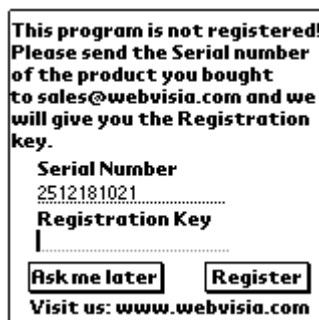 This program is not registered!
Please send the Serial number
of the product you bought
to sales@webvisia.com and we
will give you the Registration
key.
Serial Number
2512181021
Registration Key
Ask me later Register
Visit us: www.webvisia.com